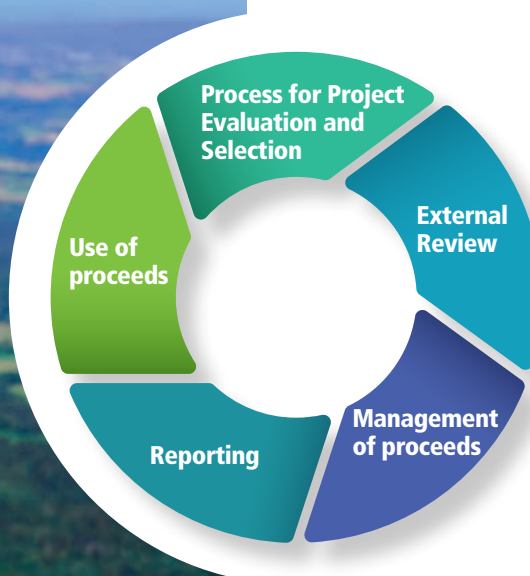 Process for Project
Evaluation and
Selection
External
Review
Use of
proceeds
Management
of proceeds
Reporting